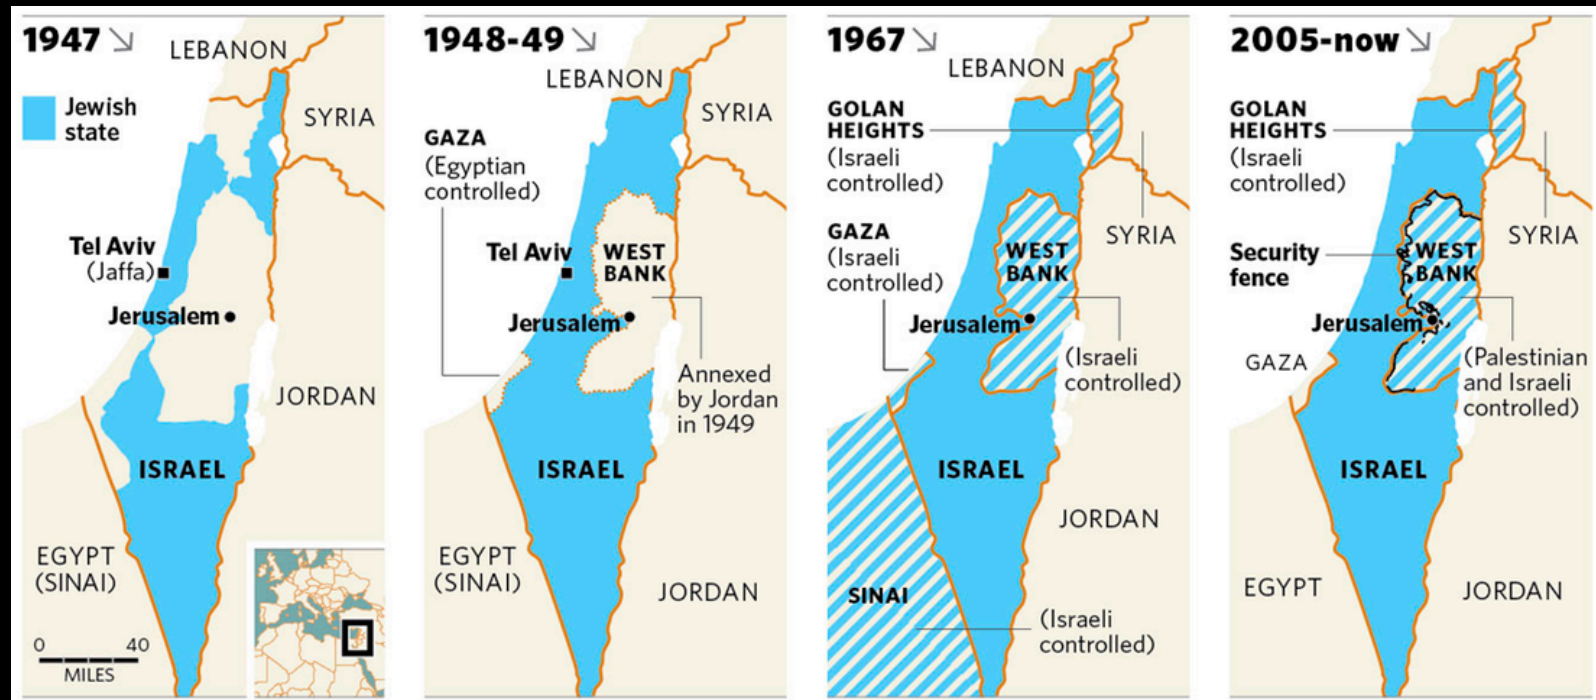 1947
LEBANON
Jewish
state
SYRIA
Tel Aviv
(Jaffa)
Jerusalem
JORDAN
ISRAEL
EGYPT
(SINAI)
0 40
MILES
1948-49
LEBANON
SYRIA
GAZA
(Egyptian
controlled)
Tel Aviv
WEST
BANK
Jerusalem
Annexed
by Jordan
in 1949
ISRAEL
EGYPT
(SINAI)
JORDAN
1967
LEBANON
GOLAN
HEIGHTS
(Israeli
controlled)
GAZA
(Israeli
controlled)
SYRIA
WEST
BANK
Jerusalem
(Israeli
controlled)
ISRAEL
JORDAN
SINAI
(Israeli
controlled)
2005-now
LEBANON
GOLAN
HEIGHTS
(Israeli
controlled)
SYRIA
Security
fence
WEST
BANK
Jerusalem
GAZA
(Palestinian
and Israeli
controlled)
ISRAEL
EGYPT
JORDAN